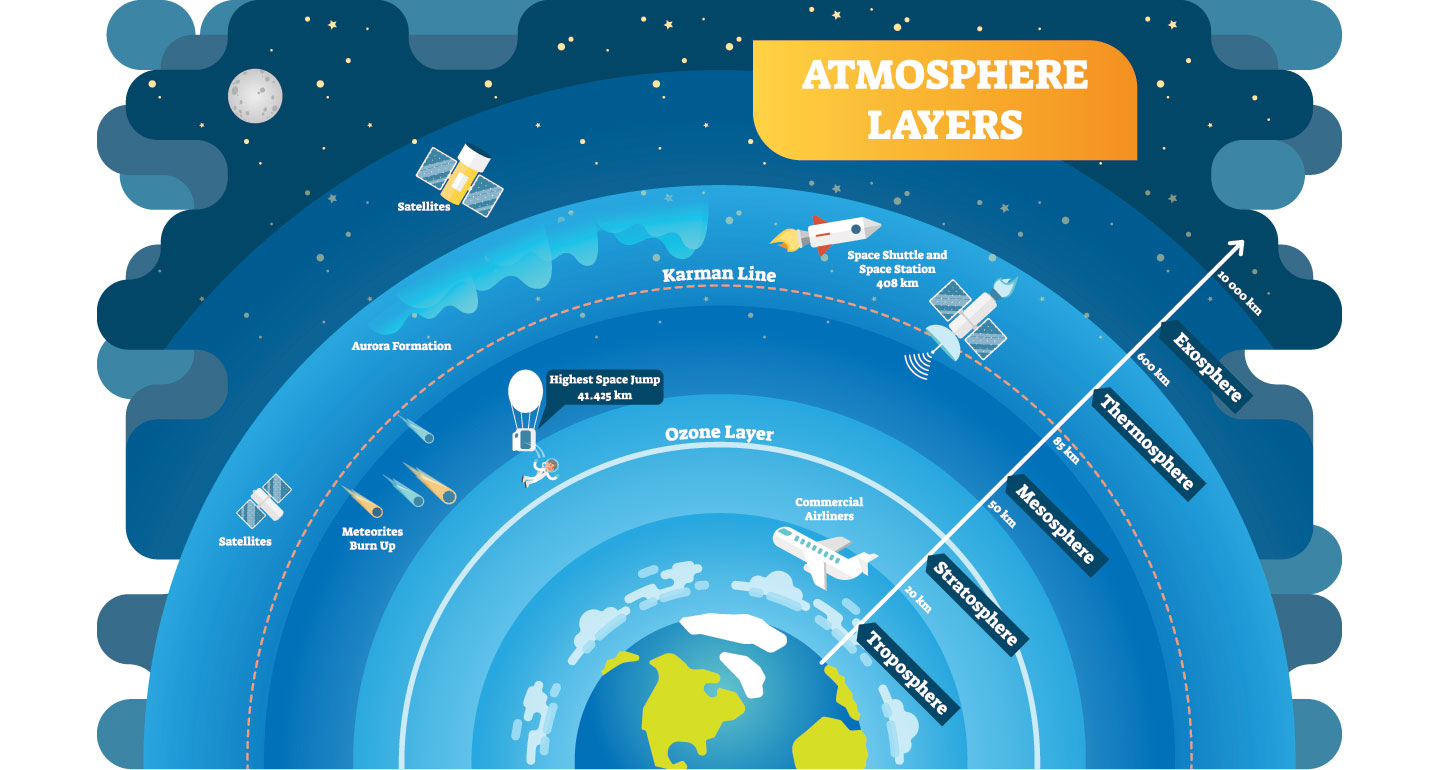 ATMOSPHERE
LAYERS
Satellites
Karman Line
Space Shuttle and
Space Station
408 km
10 000 km
Aurora Formation
Exosphere
600 km
Highest Space Jump
41.425 km
Thermosphere
Ozone Layer
85 km
Mesosphere
Commercial
Airliners
50 km
Satellites
Meteorites
Burn Up
Stratosphere
20 km
Troposphere